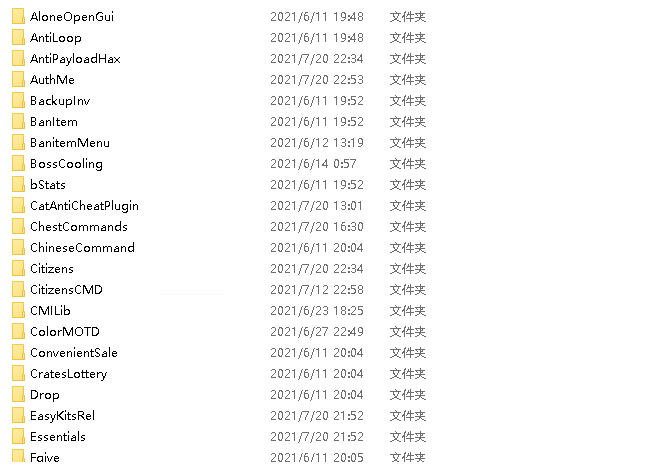 AloneOpenGui 2021/6/11 19:48 文件夹
AntiLoop 2021/6/11 19:48 文件夹
AntiPayloadHax 2021/7/20 22:34 文件夹
AuthMe 2021/7/20 22:53 文件夹
BackupInv 2021/6/11 19:52 文件夹
BanItem 2021/6/11 19:52 文件夹
BanitemMenu 2021/6/12 13:19 文件夹
BossCooling 2021/6/14 0:57 文件夹
bStats 2021/6/11 19:52 文件夹
CatAntiCheatPlugin 2021/7/20 13:01 文件夹
ChestCommands 2021/7/20 16:30 文件夹
ChineseCommand 2021/6/11 20:04 文件夹
Citizens 2021/7/20 22:34 文件夹
CitizensCMD 2021/7/12 22:58 文件夹
CMILib 2021/6/23 18:25 文件夹
ColorMOTD 2021/6/27 22:49 文件夹
ConvenientSale 2021/6/11 20:04 文件夹
CratesLottery 2021/6/11 20:04 文件夹
Drop 2021/6/11 20:04 文件夹
EasyKitsRel 2021/7/20 21:52 文件夹
Essentials 2021/7/20 21:52 文件夹
Fgive 2021/6/11 20:05 文件夹